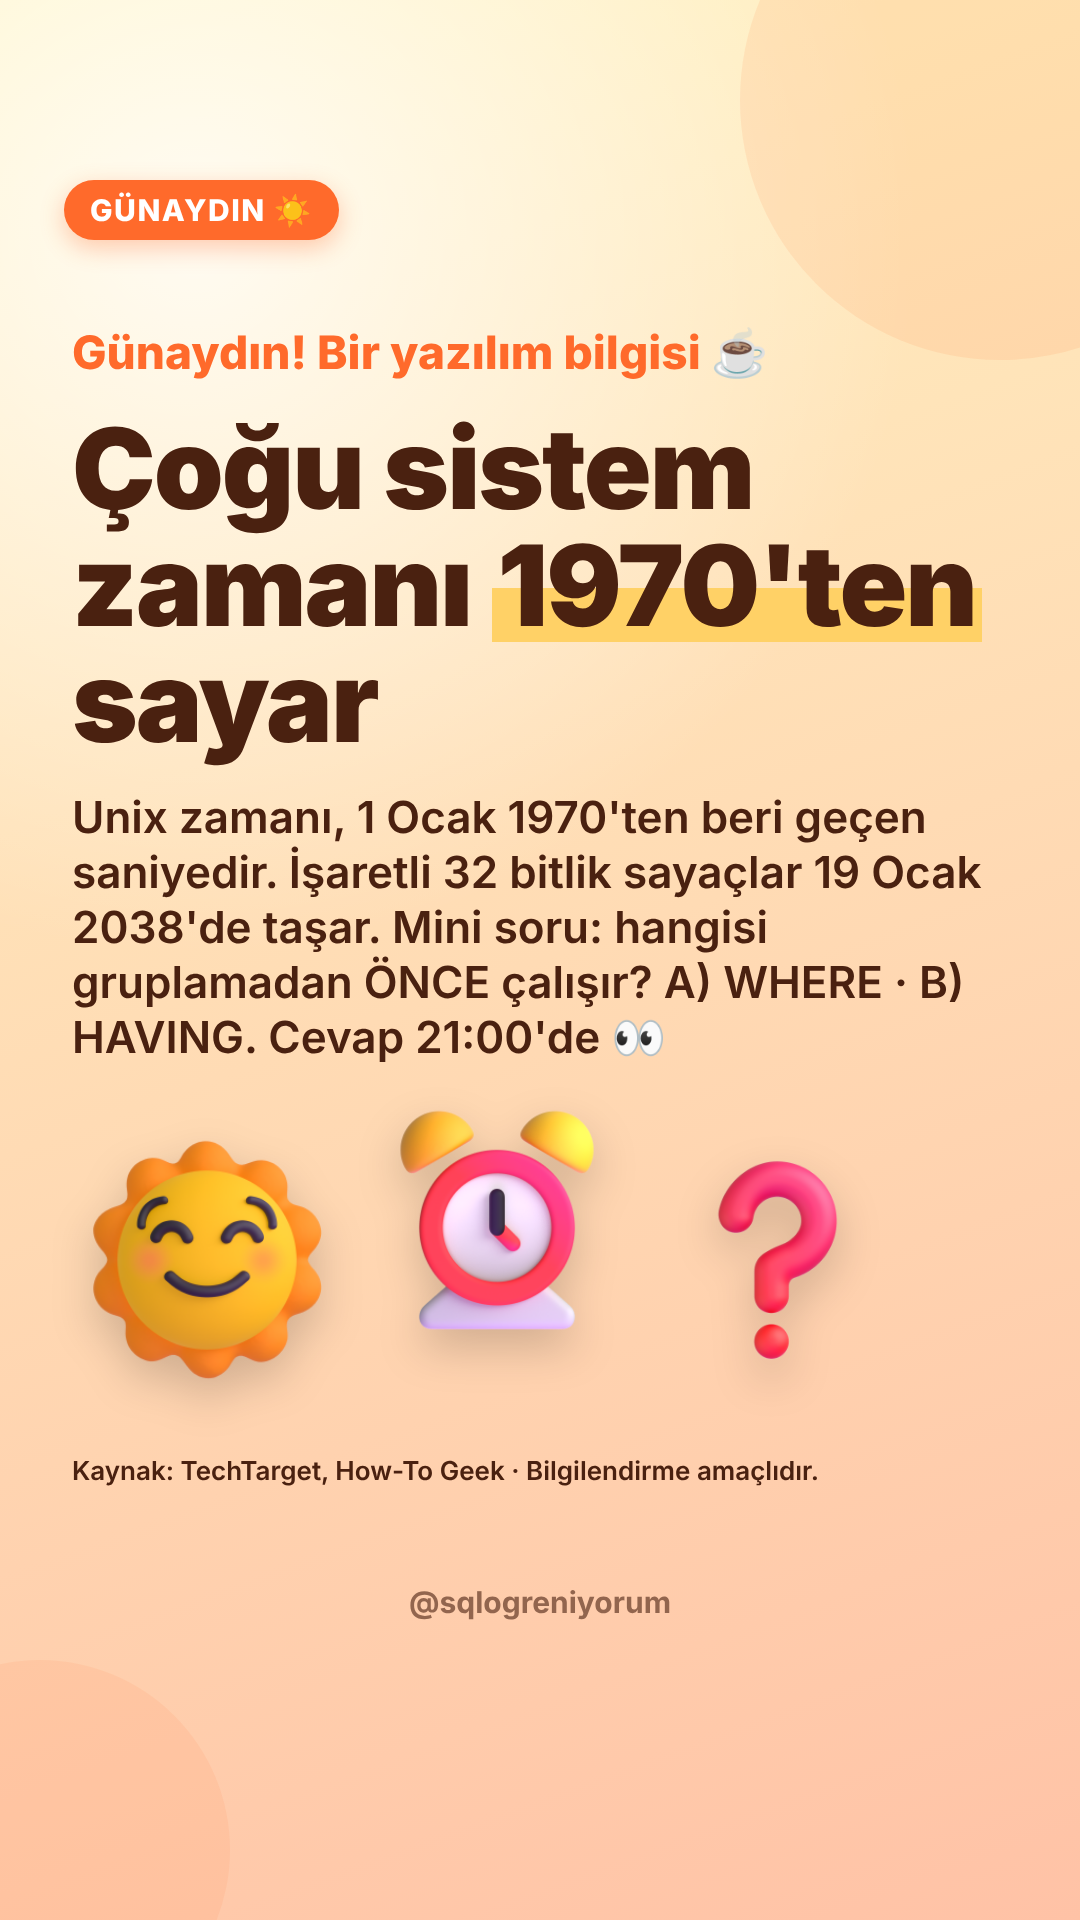 GÜNAYDIN ☀️
Günaydın! Bir yazılım bilgisi ☕
Çoğu sistem
zamanı 1970'ten
sayar
Unix zamanı, 1 Ocak 1970'ten beri geçen
saniyedir. İşaretli 32 bitlik sayaçlar 19 Ocak
2038'de taşar. Mini soru: hangisi
gruplamadan ÖNCE çalışır? A) WHERE · B)
HAVING. Cevap 21:00'de 👀
Kaynak: TechTarget, How-To Geek · Bilgilendirme amaçlıdır.
@sqlogreniyorum